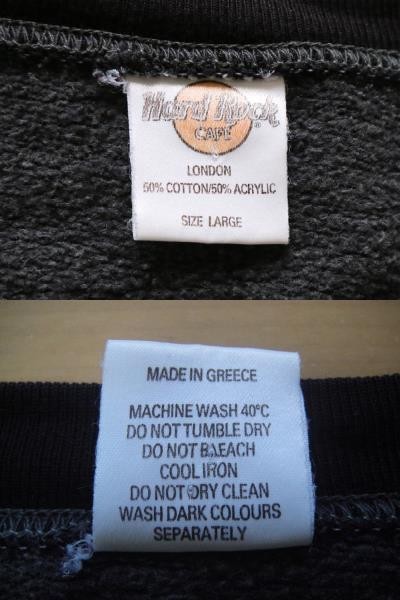 Hard Rock
CAFE
LONDON
50% COTTON/50% ACRYLIC
SIZE LARGE
MADE IN GREECE
MACHINE WASH 40°C
DO NOT TUMBLE DRY
DO NOT BLEACH
COOL IRON
DO NOT DRY CLEAN
WASH DARK COLOURS
SEPARATELY